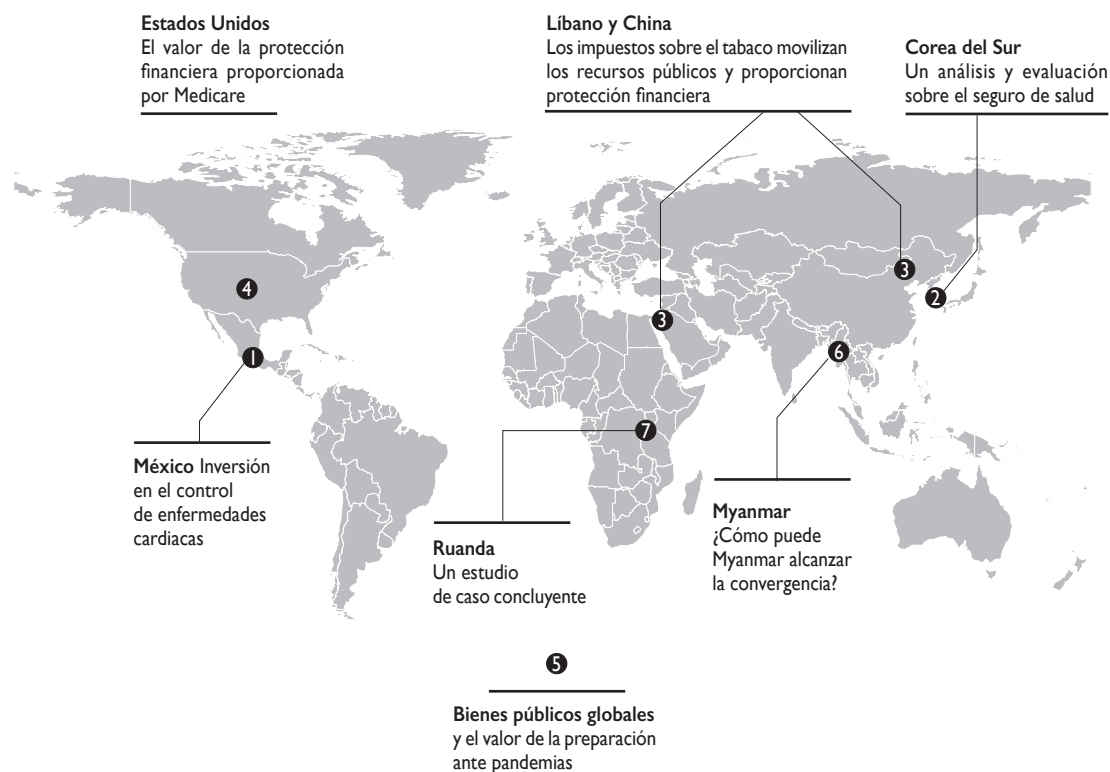 Estados Unidos
El valor de la protección
financiera proporcionada
por Medicare
Líbano y China
Los impuestos sobre el tabaco movilizan
los recursos públicos y proporcionan
protección financiera
Corea del Sur
Un análisis y evaluación
sobre el seguro de salud
4
3
3
2
1
6
7
México Inversión
en el control
de enfermedades
cardiacas
Ruanda
Un estudio
de caso concluyente
Myanmar
¿Cómo puede
Myanmar alcanzar
la convergencia?
5
Bienes públicos globales
y el valor de la preparación
ante pandemias